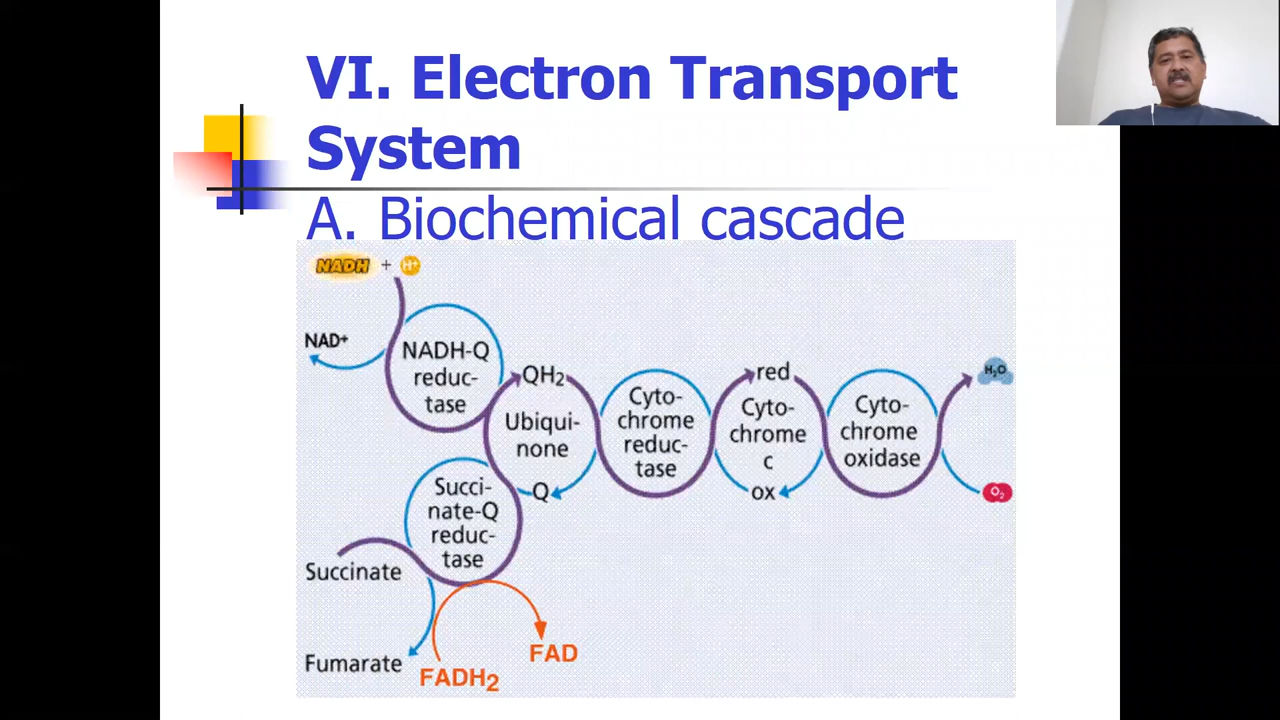 VI. Electron Transport
System
A. Biochemical cascade
NADH + H+
NAD+
NADH-Q
reduc-
tase
QH2
Ubiqui-
none
Q
Cyto-
chrome
reduc-
tase
red
Cyto-
chrome
c
ox
Cyto-
chrome
oxidase
H2O
O2
Succi-
nate-Q
reduc-
tase
Succinate
Fumarate
FADH2
FAD